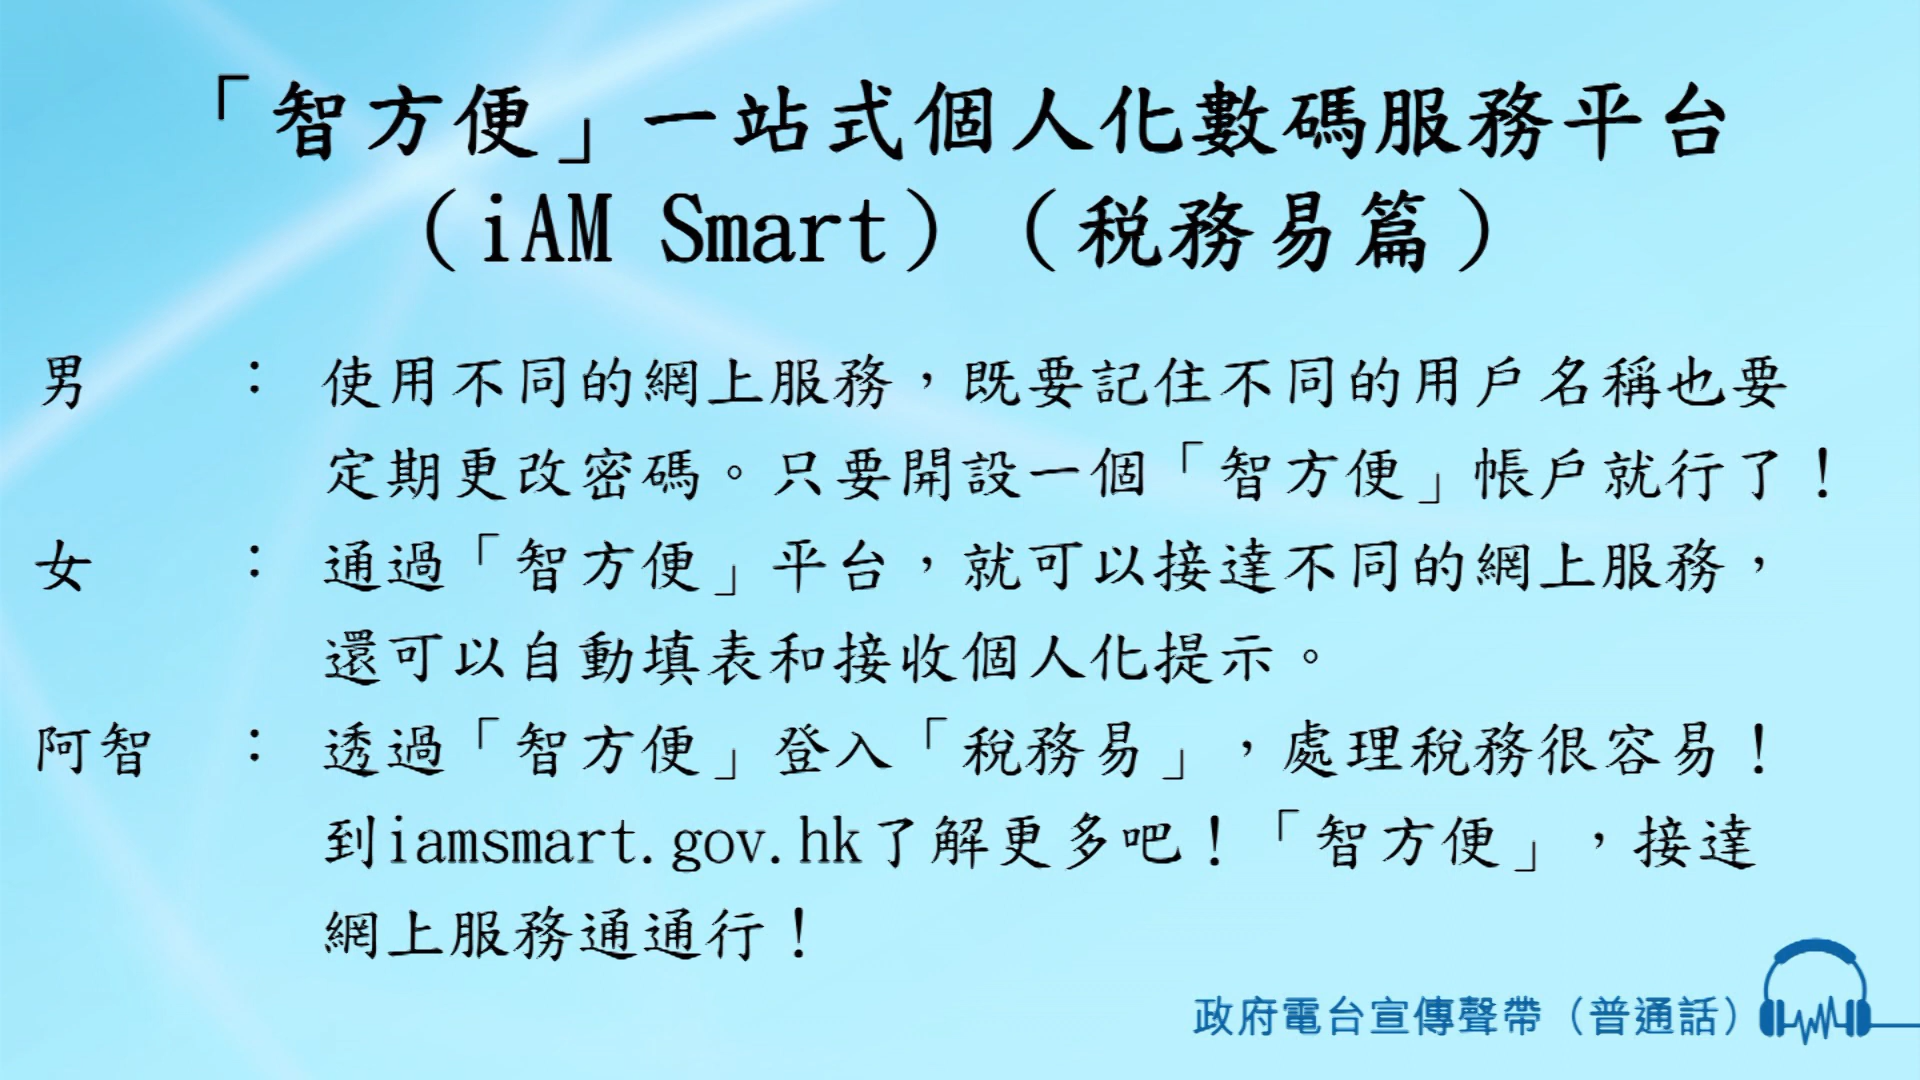 「智方便」一站式個人化數碼服務平台
（iAM Smart）（稅務易篇）
男 ： 使用不同的網上服務，既要記住不同的用戶名稱也要
定期更改密碼。只要開設一個「智方便」帳戶就行了！
女 ： 通過「智方便」平台，就可以接達不同的網上服務，
還可以自動填表和接收個人化提示。
阿智 ： 透過「智方便」登入「稅務易」，處理稅務很容易！
到iamsmart.gov.hk了解更多吧！「智方便」，接達
網上服務通通行！
政府電台宣傳聲帶（普通話）